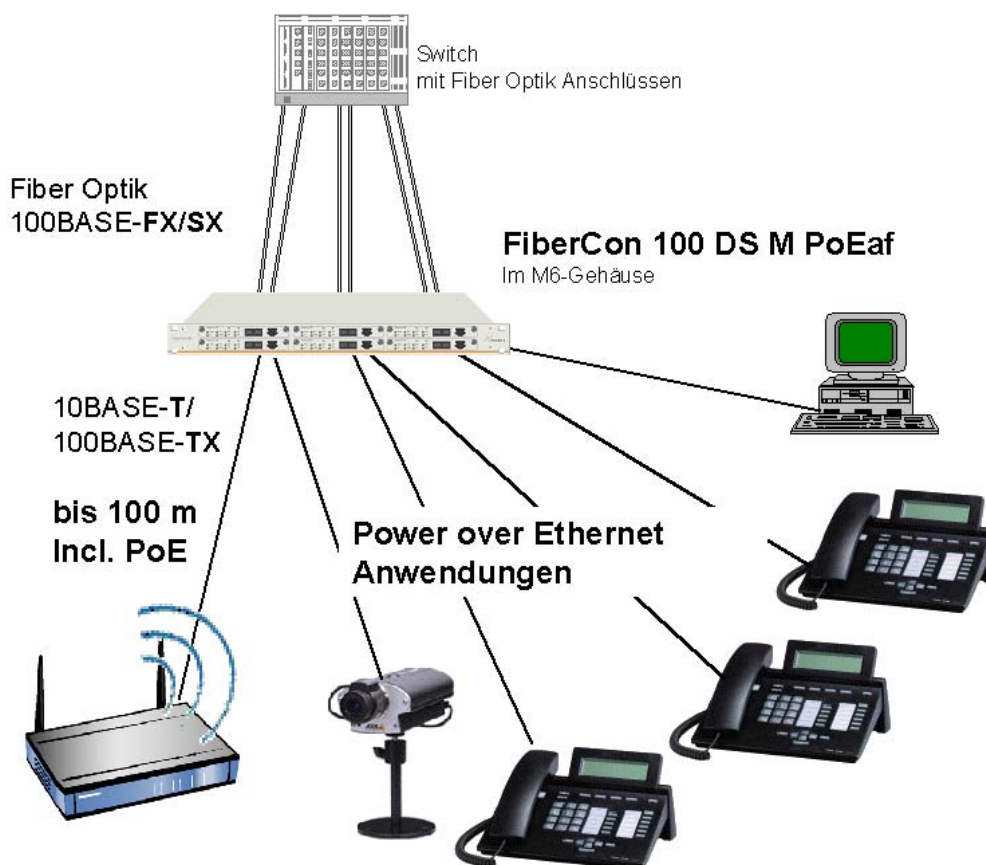 Switch
mit Fiber Optik Anschlüssen
Fiber Optik
100BASE-FX/SX
FiberCon 100 DS M PoEaf
Im M6-Gehäuse
10BASE-T/
100BASE-TX
bis 100 m
Incl. PoE
Power over Ethernet
Anwendungen